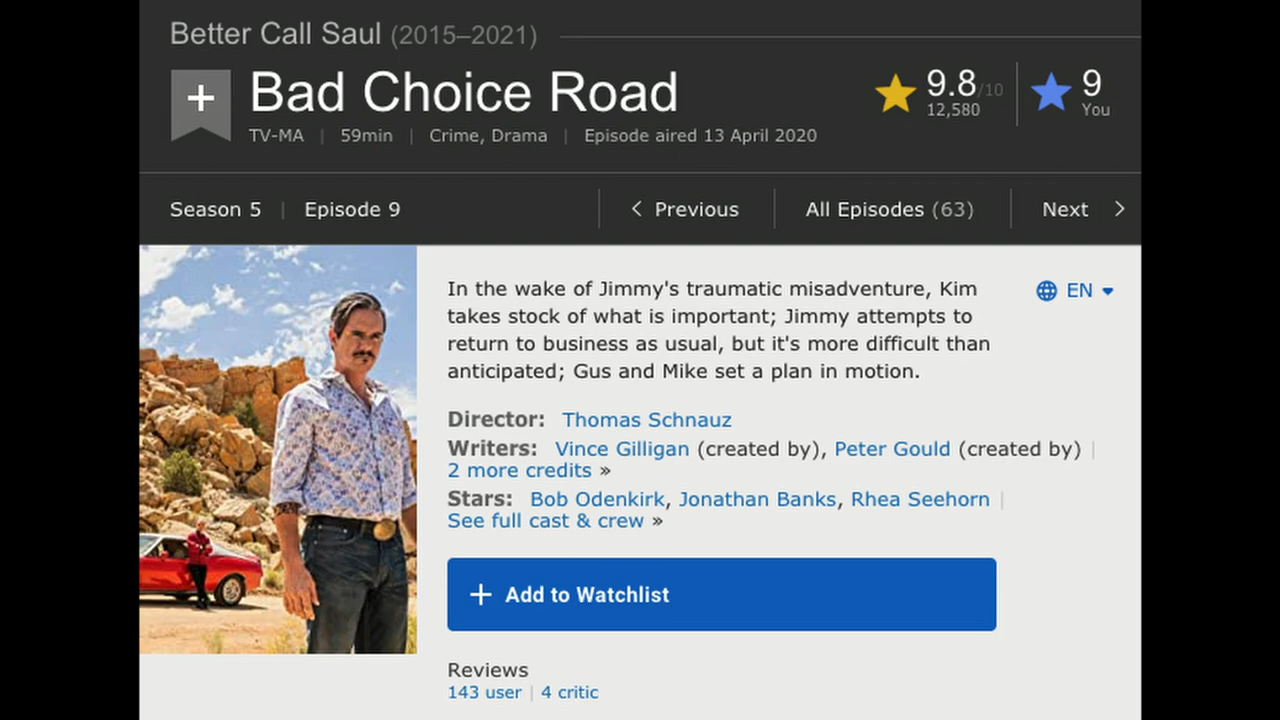 Better Call Saul (2015–2021)
Bad Choice Road
9.8/10
12,580
9
You
TV-MA | 59min | Crime, Drama | Episode aired 13 April 2020
Season 5 | Episode 9
Previous
All Episodes (63)
Next
In the wake of Jimmy's traumatic misadventure, Kim
takes stock of what is important; Jimmy attempts to
return to business as usual, but it's more difficult than
anticipated; Gus and Mike set a plan in motion.
EN
Director: Thomas Schnauz
Writers: Vince Gilligan (created by), Peter Gould (created by) |
2 more credits »
Stars: Bob Odenkirk, Jonathan Banks, Rhea Seehorn |
See full cast & crew »
+ Add to Watchlist
Reviews
143 user | 4 critic